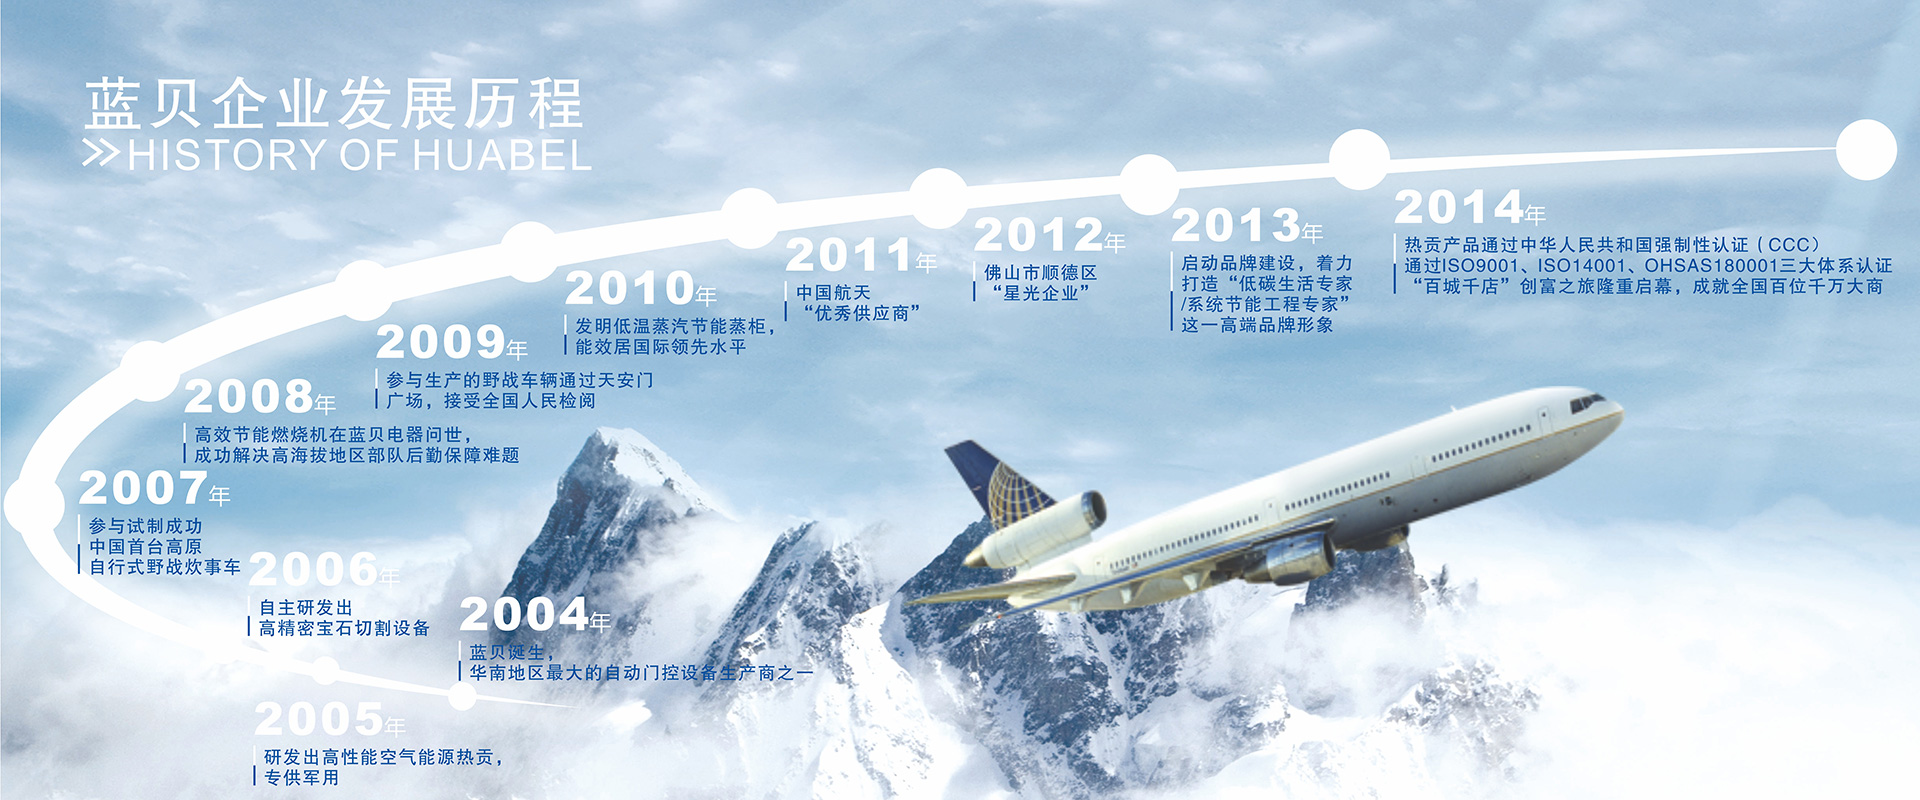 蓝贝企业发展历程
>>HISTORY OF HUABEL
2004年
蓝贝诞生，
华南地区最大的自动门控设备生产商之一
2005年
研发出高性能空气能源热贡，
专供军用
2006年
自主研发出
高精密宝石切割设备
2007年
参与试制成功
中国首台高原
自行式野战炊事车
2008年
高效节能燃烧机在蓝贝电器问世，
成功解决高海拔地区部队后勤保障难题
2009年
参与生产的野战车辆通过天安门
广场，接受全国人民检阅
2010年
发明低温蒸汽节能蒸柜，
能效居国际领先水平
2011年
中国航天
“优秀供应商”
2012年
佛山市顺德区
“星光企业”
2013年
启动品牌建设，着力
打造“低碳生活专家
/系统节能工程专家”
这一高端品牌形象
2014年
热贡产品通过中华人民共和国强制性认证（CCC）
通过ISO9001、ISO14001、OHSAS180001三大体系认证
“百城千店”创富之旅隆重启幕，成就全国百位千万大商